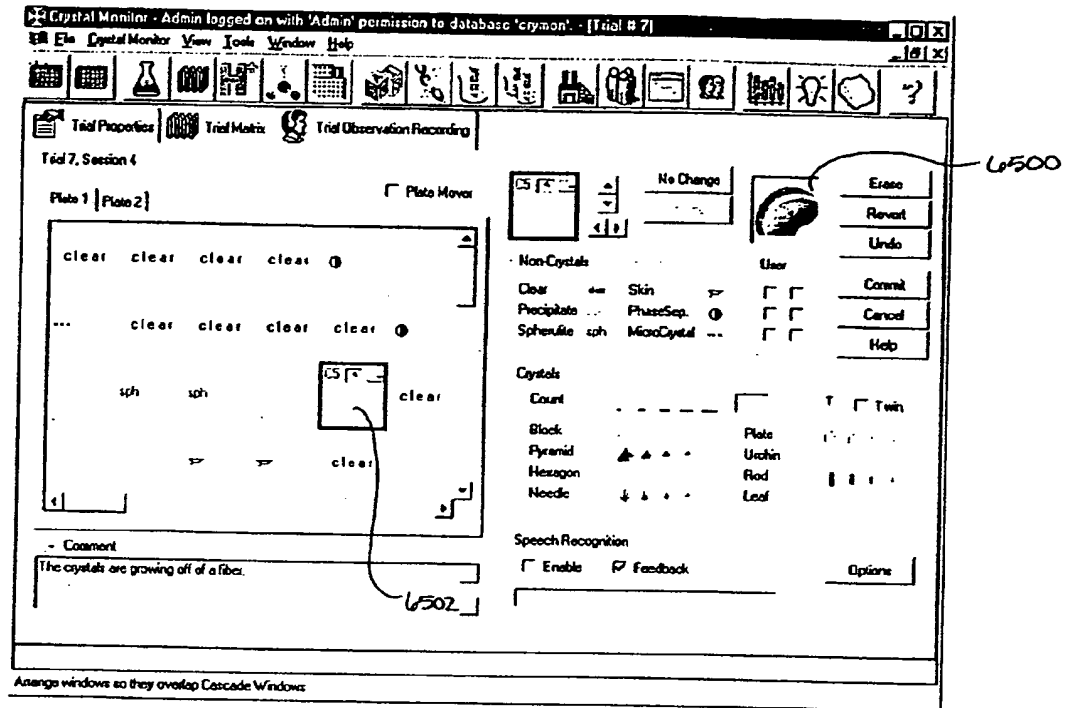 Crystal Monitor - Admin logged on with 'Admin' permission to database 'crymon'. - [Trial # 7]
File Crystal Monitor View Tools Window Help
Trial Properties Trial Matrix Trial Observation Recording
Trial 7, Session 4
Plate 1 Plate 2
Plate Mover
C5
No Change
6500
Erase
Revert
Undo
Commit
Cancel
Help
clear clear clear clear
--- clear clear clear clear
sph sph C5 clear
clear
6502
Non-Crystals User
Clear Skin
Precipitate PhaseSep.
Spherulite sph MicroCrystal ---
Crystals
Count Twin
Block Plate
Pyramid Urchin
Hexagon Rod
Needle Leaf
Comment
The crystals are growing off of a fiber.
Speech Recognition
Enable Feedback Options
Arrange windows so they overlap Cascade Windows